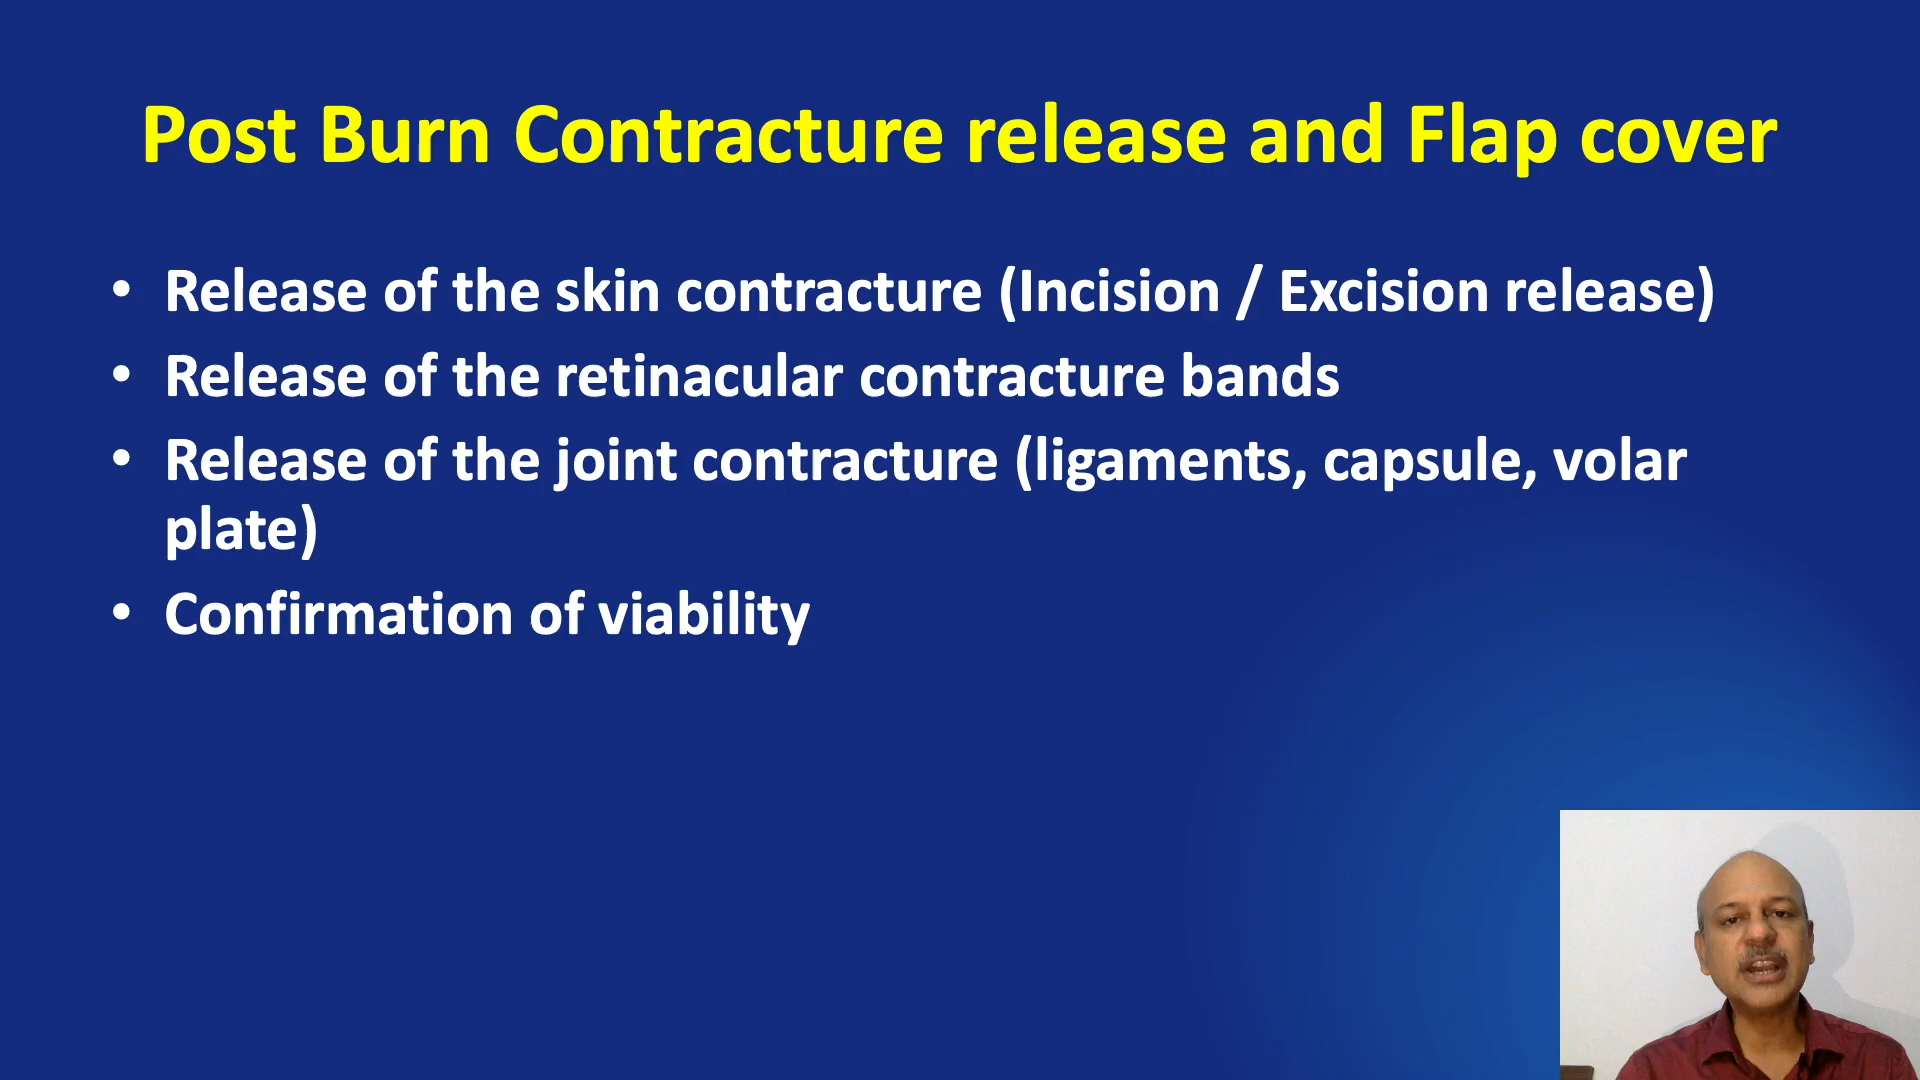 Post Burn Contracture release and Flap cover
• Release of the skin contracture (Incision / Excision release)
• Release of the retinacular contracture bands
• Release of the joint contracture (ligaments, capsule, volar
plate)
• Confirmation of viability